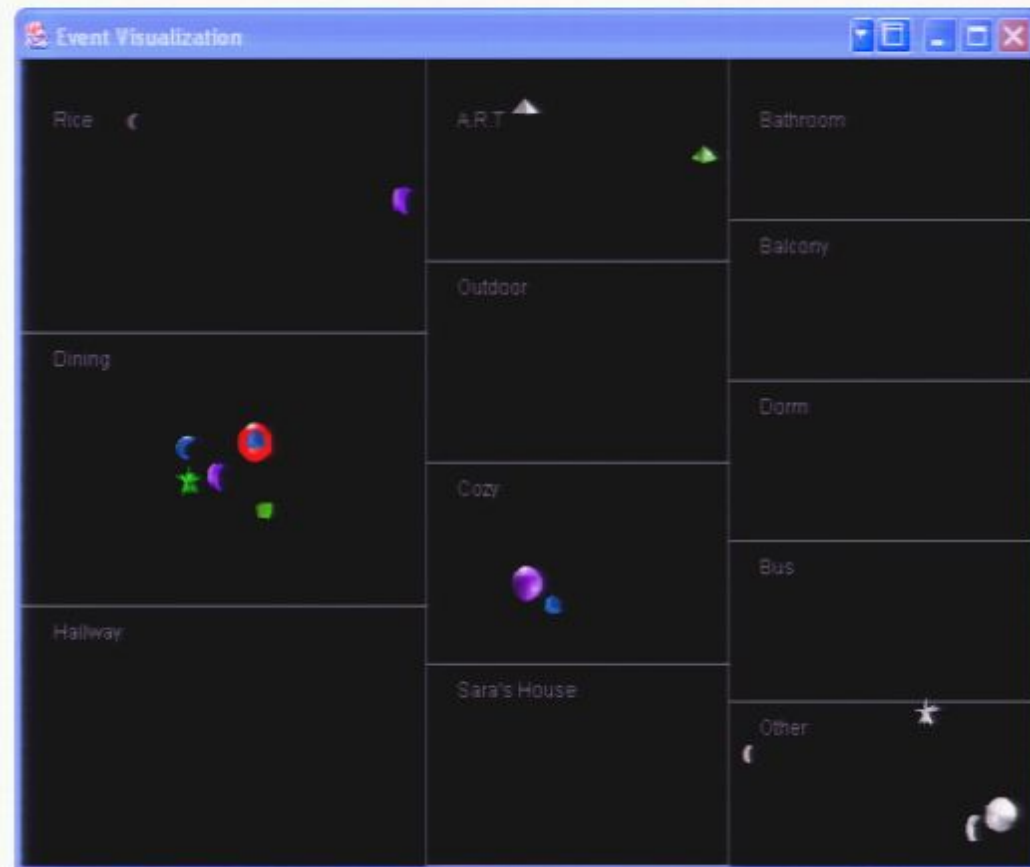 Event Visualization
Rice
A.R.T
Bathroom
Balcony
Outdoor
Dining
Dorm
Cozy
Bus
Hallway
Sara's House
Other